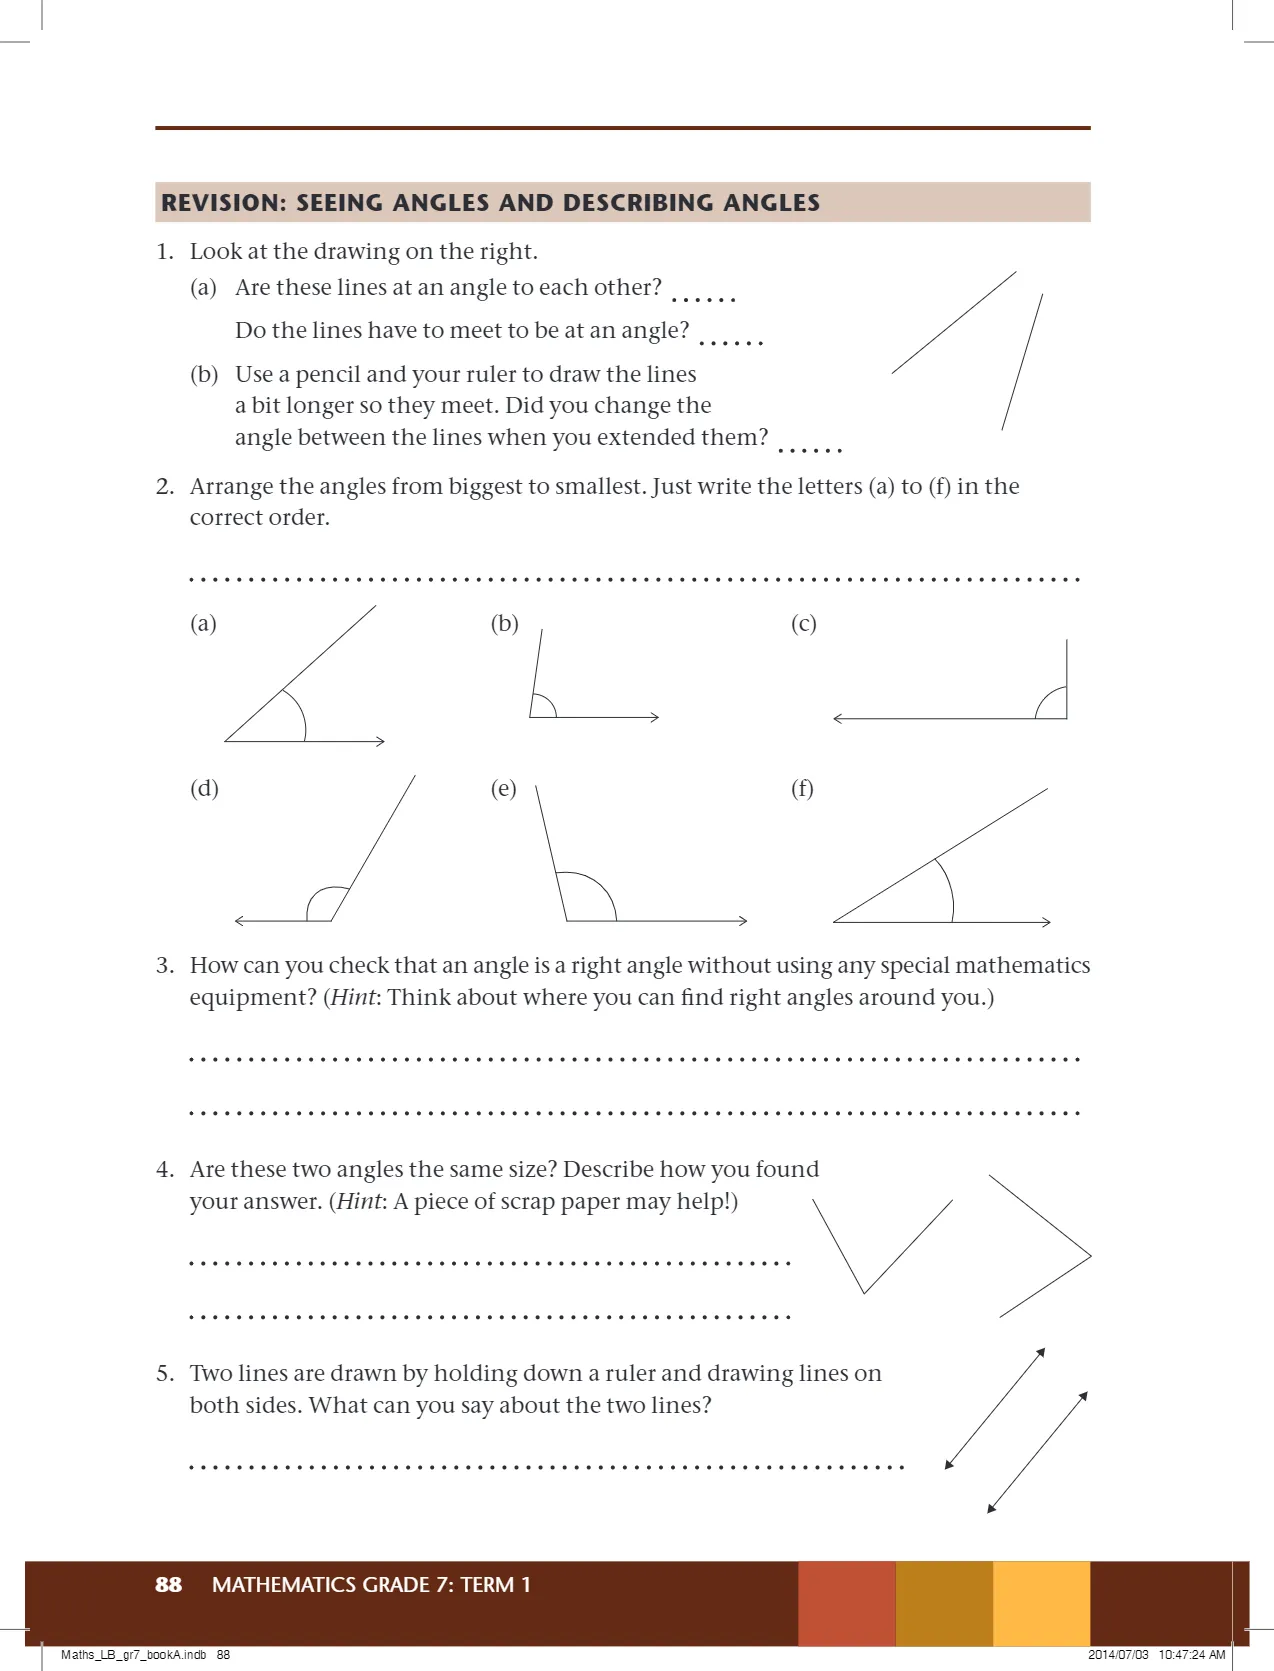 REVISION: SEEING ANGLES AND DESCRIBING ANGLES
1. Look at the drawing on the right.
(a) Are these lines at an angle to each other? ......
Do the lines have to meet to be at an angle? ......
(b) Use a pencil and your ruler to draw the lines
a bit longer so they meet. Did you change the
angle between the lines when you extended them? ......
2. Arrange the angles from biggest to smallest. Just write the letters (a) to (f) in the
correct order.
(a) (b) (c)
(d) (e) (f)
3. How can you check that an angle is a right angle without using any special mathematics
equipment? (Hint: Think about where you can find right angles around you.)
4. Are these two angles the same size? Describe how you found
your answer. (Hint: A piece of scrap paper may help!)
5. Two lines are drawn by holding down a ruler and drawing lines on
both sides. What can you say about the two lines?
88 MATHEMATICS GRADE 7: TERM 1
Maths_LB_gr7_bookA.indb 88 2014/07/03 10:47:24 AM